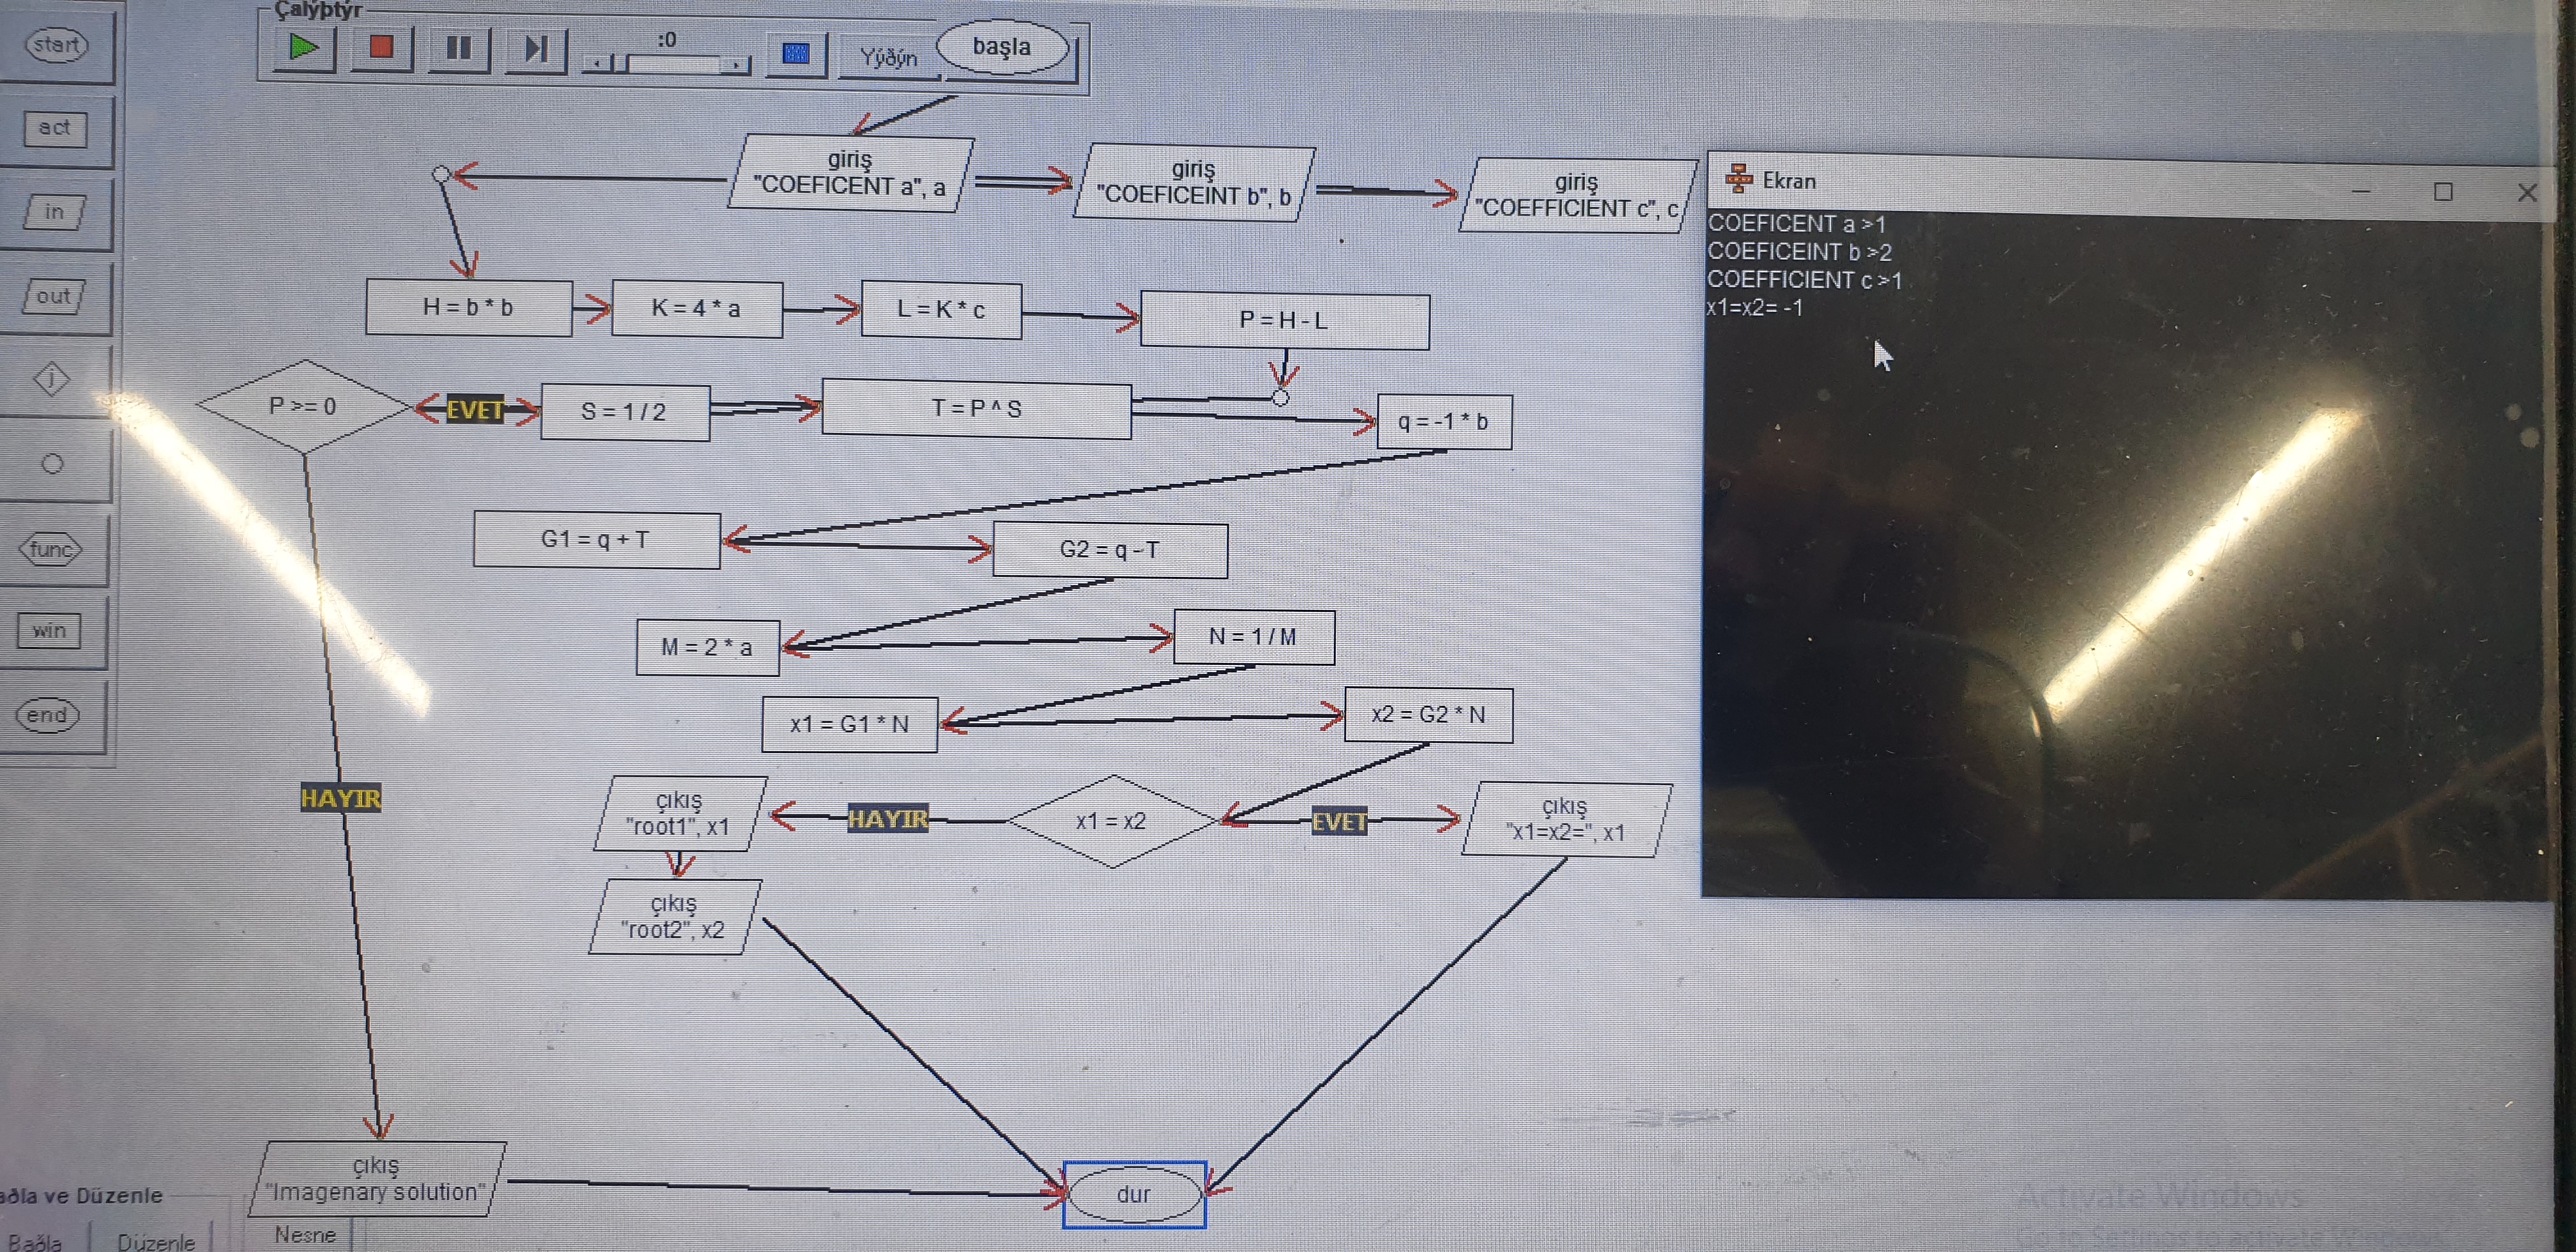 Çalýþtýr
start
:0
Yýðýn
başla
act
giriş
"COEFICENT a", a
giriş
"COEFICEINT b", b
giriş
"COEFFICIENT c", c
Ekran
COEFICENT a >1
COEFICEINT b >2
COEFFICIENT c >1
x1=x2= -1
in
out
H = b * b
K = 4 * a
L = K * c
P = H - L
j
P >= 0
EVET
S = 1 / 2
T = P ^ S
q = -1 * b
func
G1 = q + T
G2 = q - T
win
M = 2 * a
N = 1 / M
end
x1 = G1 * N
x2 = G2 * N
HAYIR
çıkış
"root1", x1
HAYIR
x1 = x2
EVET
çıkış
"x1=x2=", x1
çıkış
"root2", x2
çıkış
"Imagenary solution"
dur
aðla ve Düzenle
Baðla
Düzenle
Nesne
Activate Windows
Go to Settings to activate Windows.